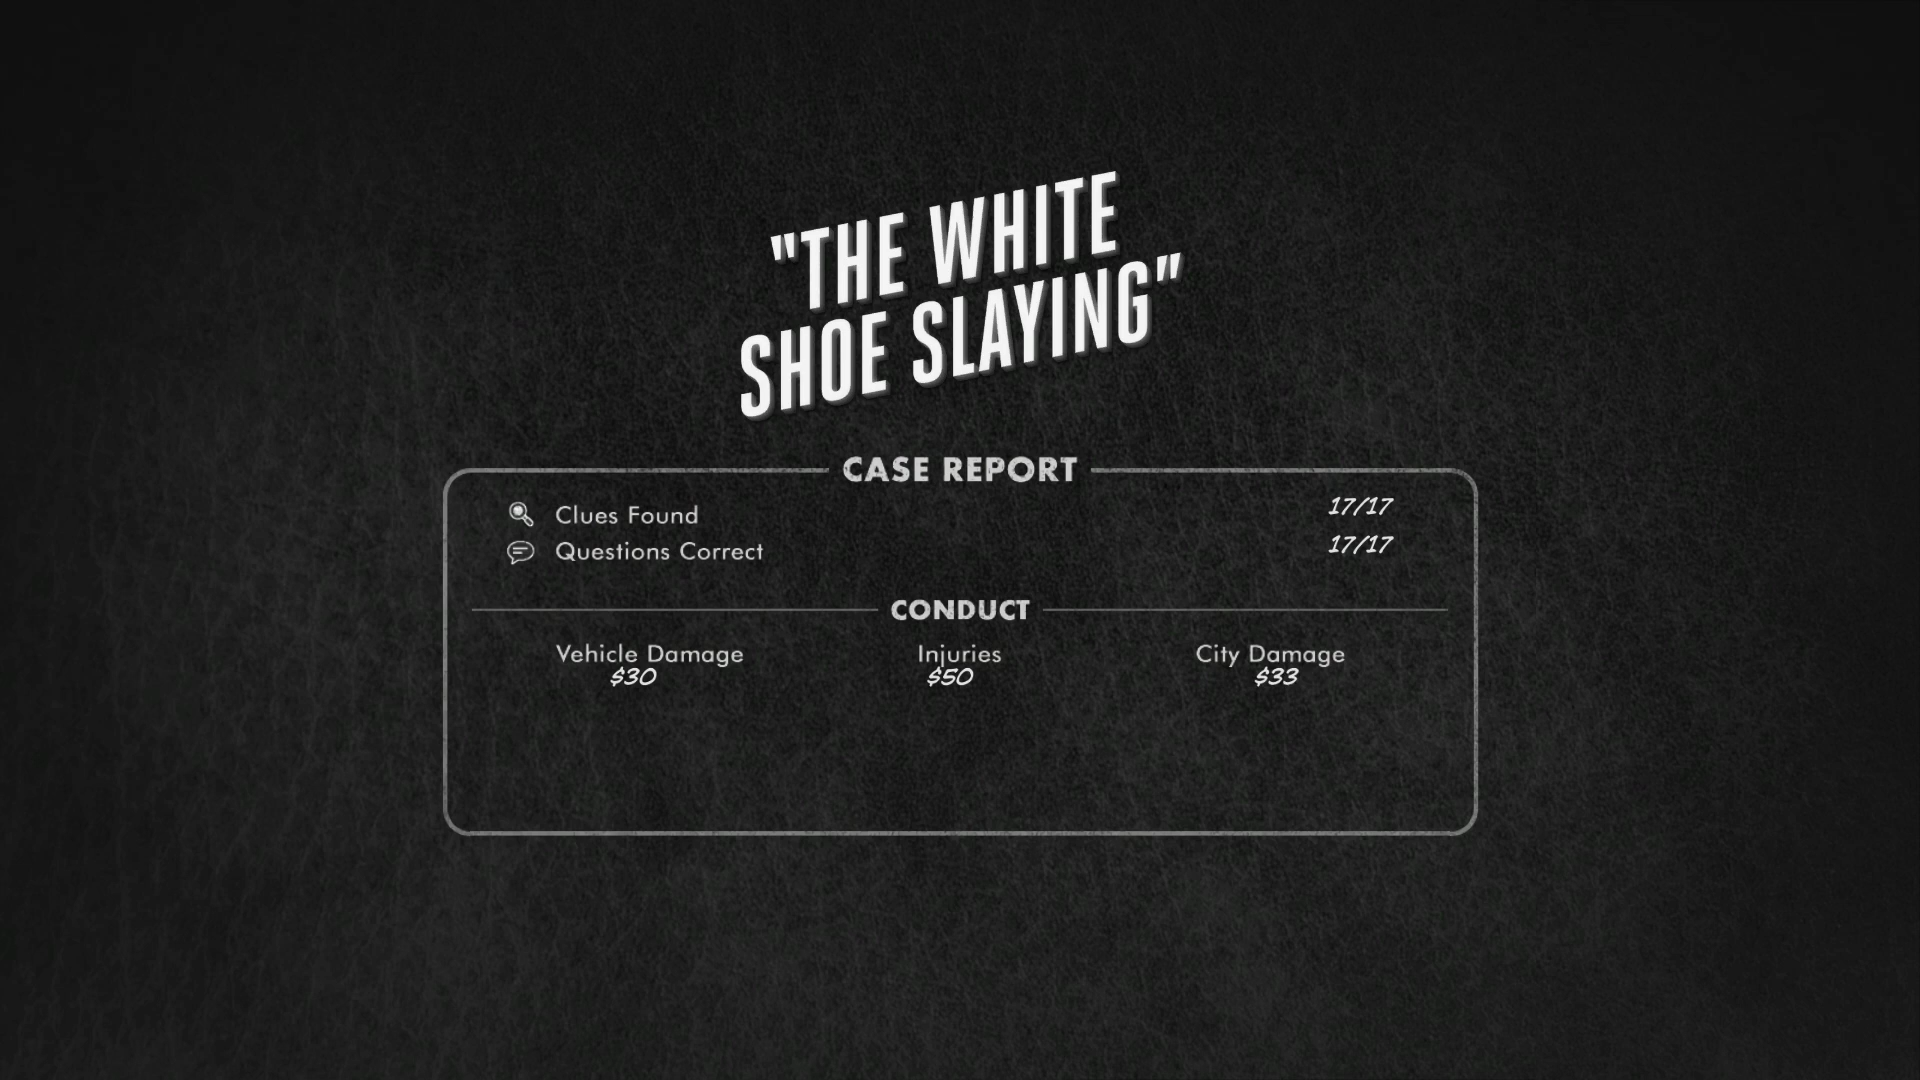 "THE WHITE
SHOE SLAYING"
CASE REPORT
Clues Found 17/17
Questions Correct 17/17
CONDUCT
Vehicle Damage Injuries City Damage
$30 $50 $33